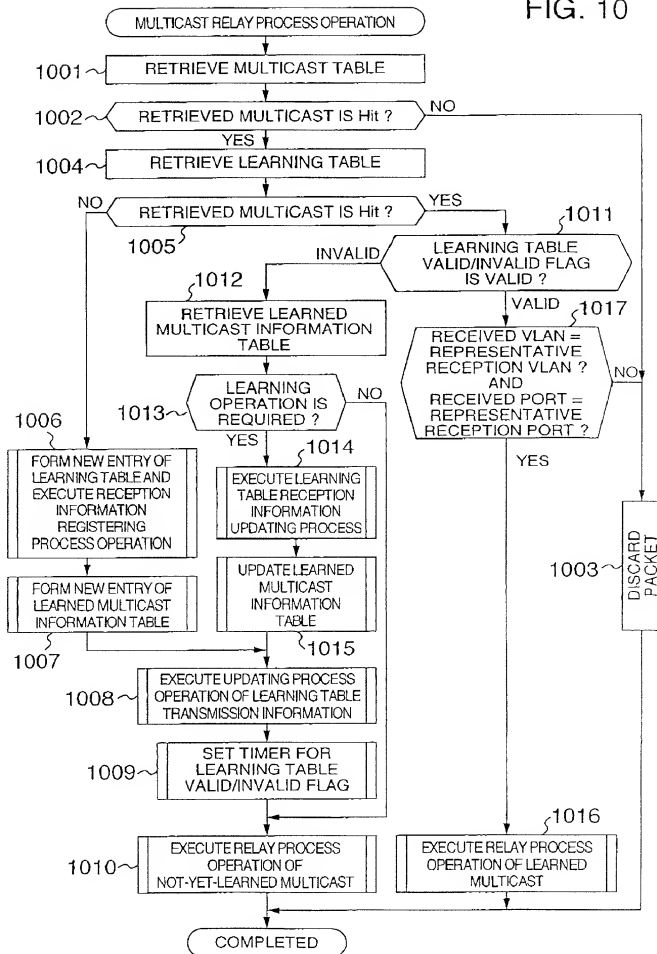 FIG. 10
MULTICAST RELAY PROCESS OPERATION
1001
RETRIEVE MULTICAST TABLE
1002
RETRIEVED MULTICAST IS Hit ?
NO
YES
1004
RETRIEVE LEARNING TABLE
NO
RETRIEVED MULTICAST IS Hit ?
YES
1005
1011
LEARNING TABLE
VALID/INVALID FLAG
IS VALID ?
INVALID
VALID
1012
RETRIEVE LEARNED
MULTICAST INFORMATION
TABLE
1017
RECEIVED VLAN =
REPRESENTATIVE
RECEPTION VLAN ?
AND
RECEIVED PORT =
REPRESENTATIVE
RECEPTION PORT ?
NO
YES
1013
LEARNING
OPERATION IS
REQUIRED ?
NO
YES
1006
FORM NEW ENTRY OF
LEARNING TABLE AND
EXECUTE RECEPTION
INFORMATION
REGISTERING
PROCESS OPERATION
1014
EXECUTE LEARNING
TABLE RECEPTION
INFORMATION
UPDATING PROCESS
1003
DISCARD
PACKET
FORM NEW ENTRY OF
LEARNED MULTICAST
INFORMATION TABLE
1007
UPDATE LEARNED
MULTICAST
INFORMATION
TABLE
1015
1008
EXECUTE UPDATING PROCESS
OPERATION OF LEARNING TABLE
TRANSMISSION INFORMATION
1009
SET TIMER FOR
LEARNING TABLE
VALID/INVALID FLAG
1010
EXECUTE RELAY PROCESS
OPERATION OF
NOT-YET-LEARNED MULTICAST
1016
EXECUTE RELAY PROCESS
OPERATION OF LEARNED
MULTICAST
COMPLETED